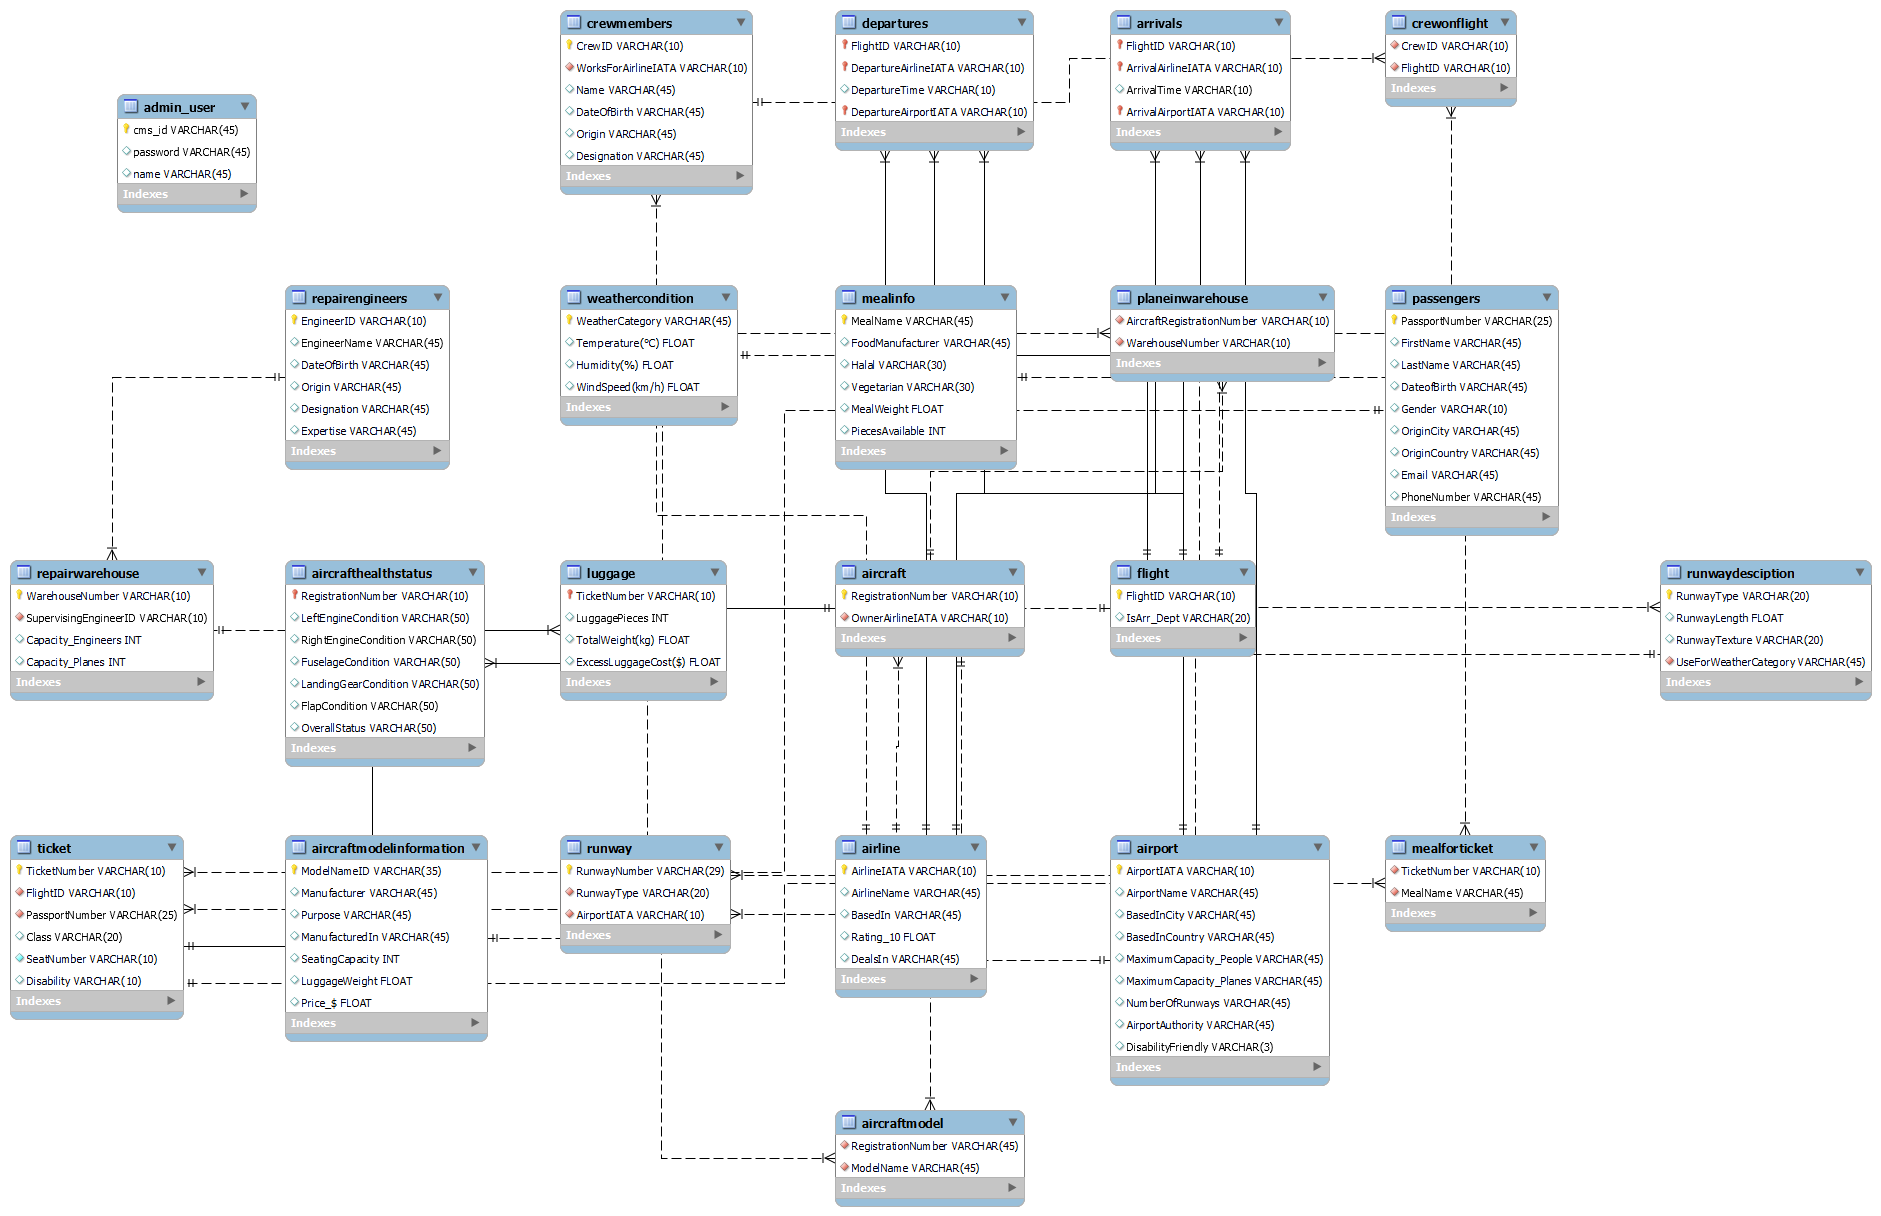 crewmembers
CrewID VARCHAR(10)
WorksForAirlineIATA VARCHAR(10)
Name VARCHAR(45)
DateOfBirth VARCHAR(45)
Origin VARCHAR(45)
Designation VARCHAR(45)
Indexes
departures
FlightID VARCHAR(10)
DepartureAirlineIATA VARCHAR(10)
DepartureTime VARCHAR(10)
DepartureAirportIATA VARCHAR(10)
Indexes
arrivals
FlightID VARCHAR(10)
ArrivalAirlineIATA VARCHAR(10)
ArrivalTime VARCHAR(10)
ArrivalAirportIATA VARCHAR(10)
Indexes
crewonflight
CrewID VARCHAR(10)
FlightID VARCHAR(10)
Indexes
admin_user
cms_id VARCHAR(45)
password VARCHAR(45)
name VARCHAR(45)
Indexes
repairengineers
EngineerID VARCHAR(10)
EngineerName VARCHAR(45)
DateOfBirth VARCHAR(45)
Origin VARCHAR(45)
Designation VARCHAR(45)
Expertise VARCHAR(45)
Indexes
weathercondition
WeatherCategory VARCHAR(45)
Temperature(°C) FLOAT
Humidity(%) FLOAT
WindSpeed(km/h) FLOAT
Indexes
mealinfo
MealName VARCHAR(45)
FoodManufacturer VARCHAR(45)
Halal VARCHAR(30)
Vegetarian VARCHAR(30)
MealWeight FLOAT
PiecesAvailable INT
Indexes
planeinwarehouse
AircraftRegistrationNumber VARCHAR(10)
WarehouseNumber VARCHAR(10)
Indexes
passengers
PassportNumber VARCHAR(25)
FirstName VARCHAR(45)
LastName VARCHAR(45)
DateofBirth VARCHAR(45)
Gender VARCHAR(10)
OriginCity VARCHAR(45)
OriginCountry VARCHAR(45)
Email VARCHAR(45)
PhoneNumber VARCHAR(45)
Indexes
repairwarehouse
WarehouseNumber VARCHAR(10)
SupervisingEngineerID VARCHAR(10)
Capacity_Engineers INT
Capacity_Planes INT
Indexes
aircrafthealthstatus
RegistrationNumber VARCHAR(10)
LeftEngineCondition VARCHAR(50)
RightEngineCondition VARCHAR(50)
FuselageCondition VARCHAR(50)
LandingGearCondition VARCHAR(50)
FlapCondition VARCHAR(50)
OverallStatus VARCHAR(50)
Indexes
luggage
TicketNumber VARCHAR(10)
LuggagePieces INT
TotalWeight(kg) FLOAT
ExcessLuggageCost($) FLOAT
Indexes
aircraft
RegistrationNumber VARCHAR(10)
OwnerAirlineIATA VARCHAR(10)
Indexes
flight
FlightID VARCHAR(10)
IsArr_Dept VARCHAR(20)
Indexes
runwaydesciption
RunwayType VARCHAR(20)
RunwayLength FLOAT
RunwayTexture VARCHAR(20)
UseForWeatherCategory VARCHAR(45)
Indexes
ticket
TicketNumber VARCHAR(10)
FlightID VARCHAR(10)
PassportNumber VARCHAR(25)
Class VARCHAR(20)
SeatNumber VARCHAR(10)
Disability VARCHAR(10)
Indexes
aircraftmodelinformation
ModelNameID VARCHAR(35)
Manufacturer VARCHAR(45)
Purpose VARCHAR(45)
ManufacturedIn VARCHAR(45)
SeatingCapacity INT
LuggageWeight FLOAT
Price_$ FLOAT
Indexes
runway
RunwayNumber VARCHAR(29)
RunwayType VARCHAR(20)
AirportIATA VARCHAR(10)
Indexes
airline
AirlineIATA VARCHAR(10)
AirlineName VARCHAR(45)
BasedIn VARCHAR(45)
Rating_10 FLOAT
DealsIn VARCHAR(45)
Indexes
airport
AirportIATA VARCHAR(10)
AirportName VARCHAR(45)
BasedInCity VARCHAR(45)
BasedInCountry VARCHAR(45)
MaximumCapacity_People VARCHAR(45)
MaximumCapacity_Planes VARCHAR(45)
NumberOfRunways VARCHAR(45)
AirportAuthority VARCHAR(45)
DisabilityFriendly VARCHAR(3)
Indexes
mealforticket
TicketNumber VARCHAR(10)
MealName VARCHAR(45)
Indexes
aircraftmodel
RegistrationNumber VARCHAR(45)
ModelName VARCHAR(45)
Indexes